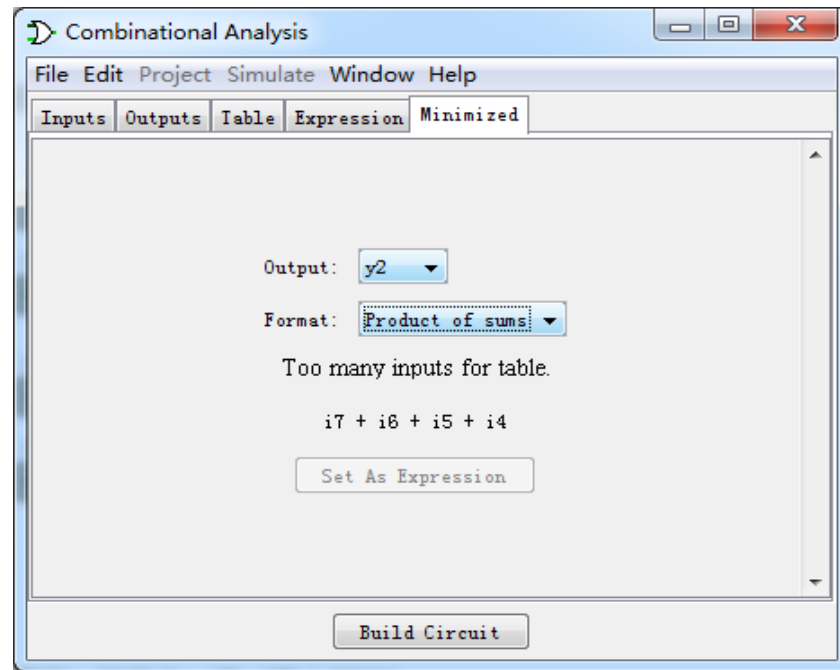 Combinational Analysis
File Edit Project Simulate Window Help
Inputs Outputs Table Expression Minimized
Output: y2
Format: Product of sums
Too many inputs for table.
i7 + i6 + i5 + i4
Set As Expression
Build Circuit